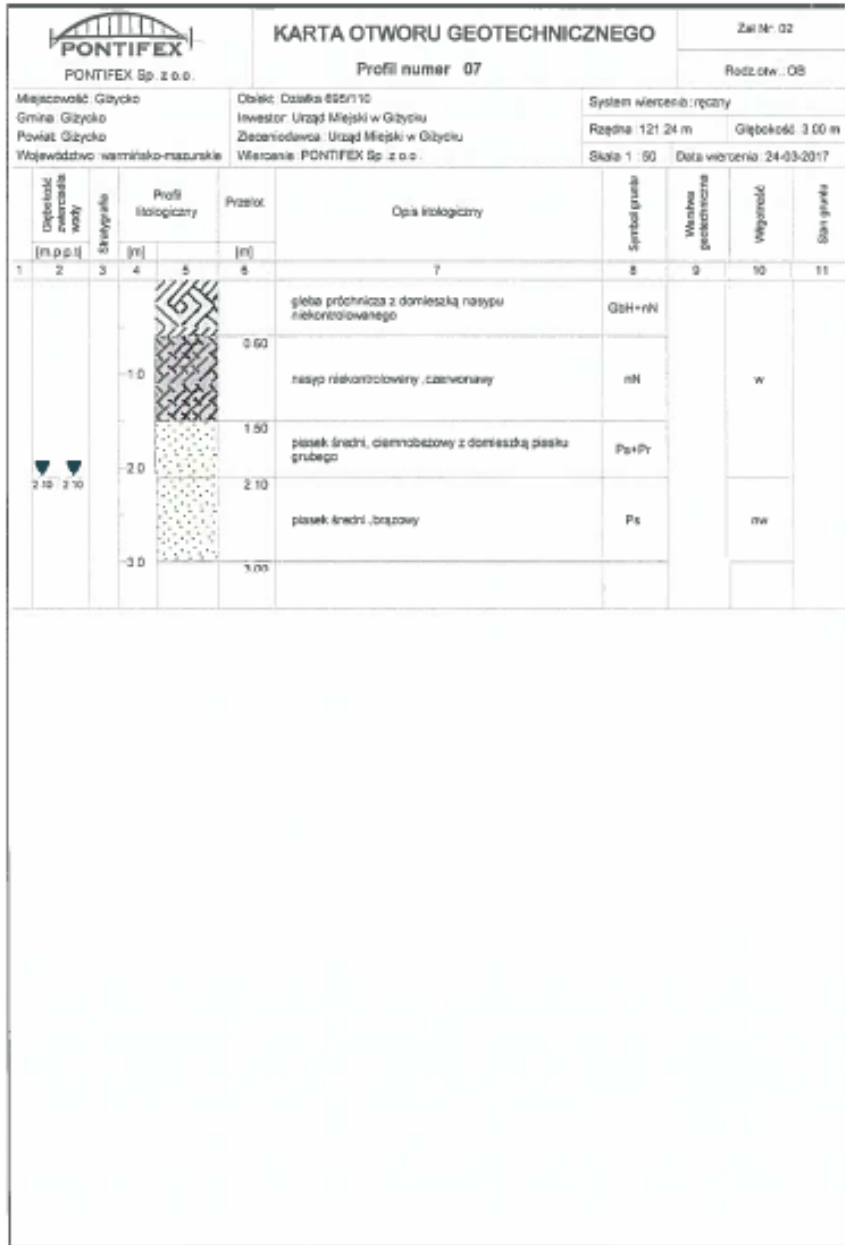 PONTIFEX
PONTIFEX Sp. z o.o.
KARTA OTWORU GEOTECHNICZNEGO
Profil numer 07
Zał Nr: 02
Rodz.otw.: OB
Miejscowość: Giżycko
Gmina: Giżycko
Powiat: Giżycko
Województwo: warmińsko-mazurskie
Obiekt: Działka 695/110
Inwestor: Urząd Miejski w Giżycku
Zleceniodawca: Urząd Miejski w Giżycku
Wiercenie: PONTIFEX Sp. z o.o.
System wiercenia: ręczny
Rzędna: 121.24 m Głębokość: 3.00 m
Skala 1 : 50 Data wiercenia: 24-03-2017
Głębokość zwierciadła wody
[m.p.p.t]
Stratygrafia
Profil litologiczny
[m]
Przelot
[m]
Opis litologiczny
Symbol gruntu
Warstwa geotechniczna
Wilgotność
Stan gruntu
1 2 3 4 5 6 7 8 9 10 11
gleba próchnicza z domieszką nasypu
niekontrolowanego
GbH+nN
0.60
1.0
nasyp niekontrolowany ,czerwonawy
nN
w
1.50
piasek średni, ciemnobeżowy z domieszką piasku
grubego
Ps+Pr
2.0
2.10 2.10
2.10
piasek średni ,brązowy
Ps
nw
3.0
3.00